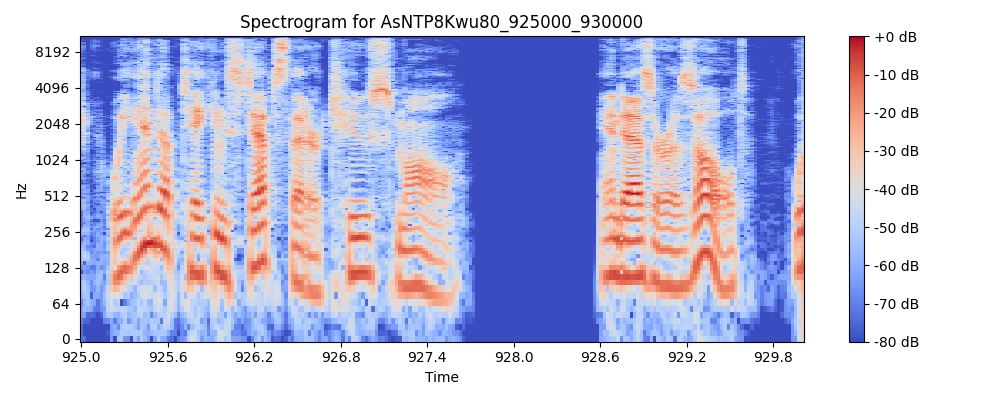 Spectrogram for AsNTP8Kwu80_925000_930000
Hz
8192
4096
2048
1024
512
256
128
64
0
925.0 925.6 926.2 926.8 927.4 928.0 928.6 929.2 929.8
Time
+0 dB
-10 dB
-20 dB
-30 dB
-40 dB
-50 dB
-60 dB
-70 dB
-80 dB